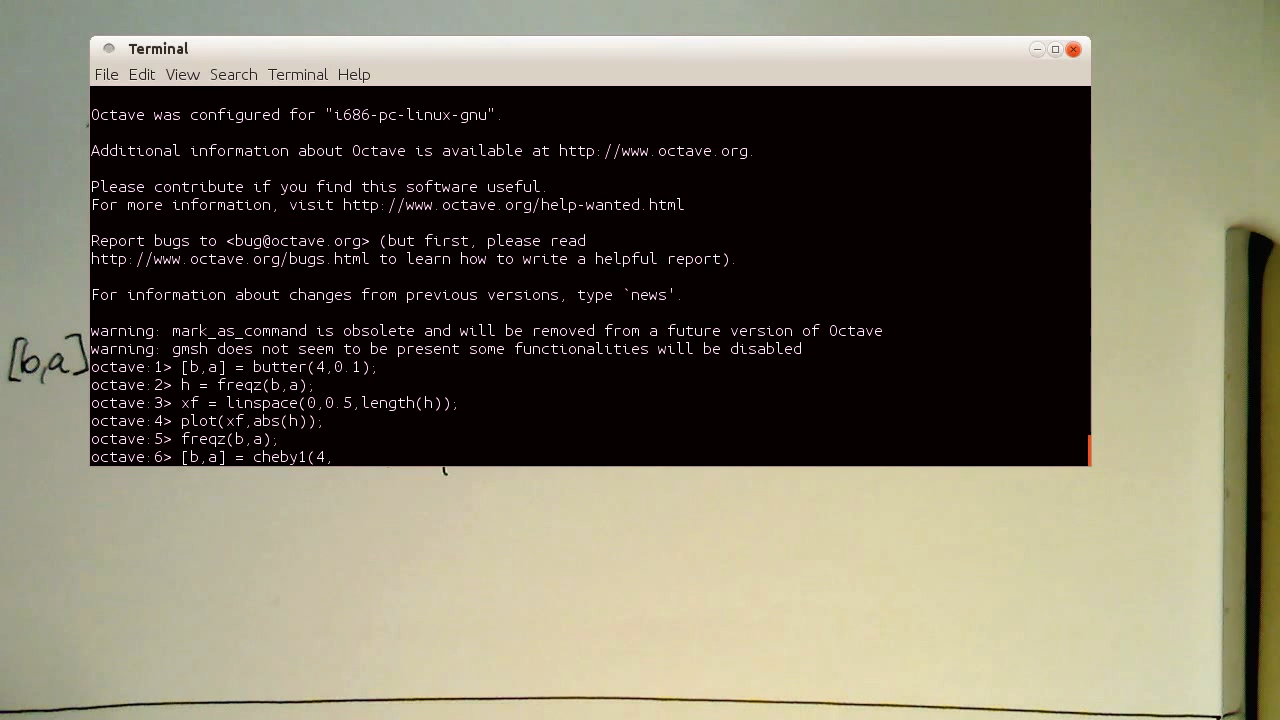 Terminal
File Edit View Search Terminal Help
Octave was configured for "i686-pc-linux-gnu".
Additional information about Octave is available at http://www.octave.org.
Please contribute if you find this software useful.
For more information, visit http://www.octave.org/help-wanted.html
Report bugs to <bug@octave.org> (but first, please read
http://www.octave.org/bugs.html to learn how to write a helpful report).
For information about changes from previous versions, type `news'.
warning: mark_as_command is obsolete and will be removed from a future version of Octave
warning: gmsh does not seem to be present some functionalities will be disabled
octave:1> [b,a] = butter(4,0.1);
octave:2> h = freqz(b,a);
octave:3> xf = linspace(0,0.5,length(h));
octave:4> plot(xf,abs(h));
octave:5> freqz(b,a);
octave:6> [b,a] = cheby1(4,
[b,a]